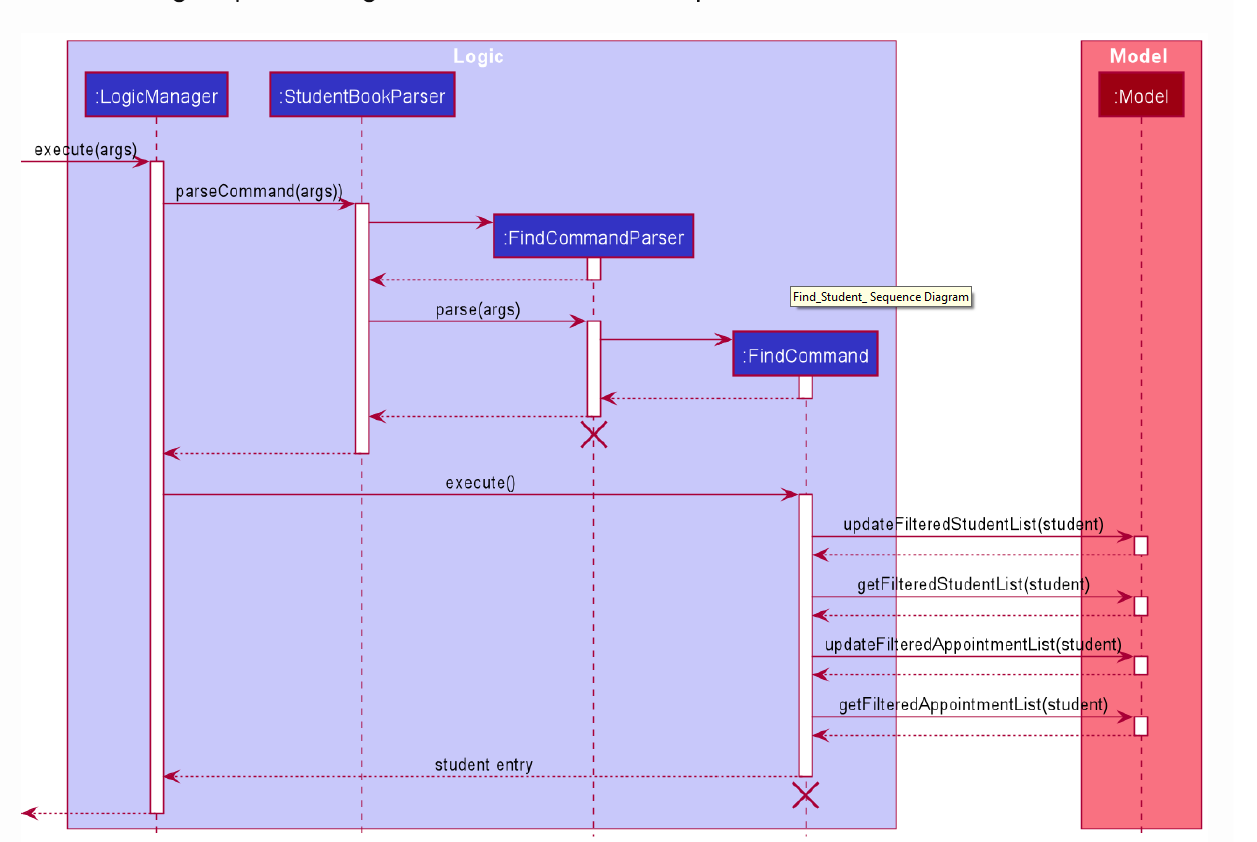 Logic
Model
:LogicManager
:StudentBookParser
:Model
execute(args)
parseCommand(args))
:FindCommandParser
Find_Student_ Sequence Diagram
parse(args)
:FindCommand
execute()
updateFilteredStudentList(student)
getFilteredStudentList(student)
updateFilteredAppointmentList(student)
getFilteredAppointmentList(student)
student entry